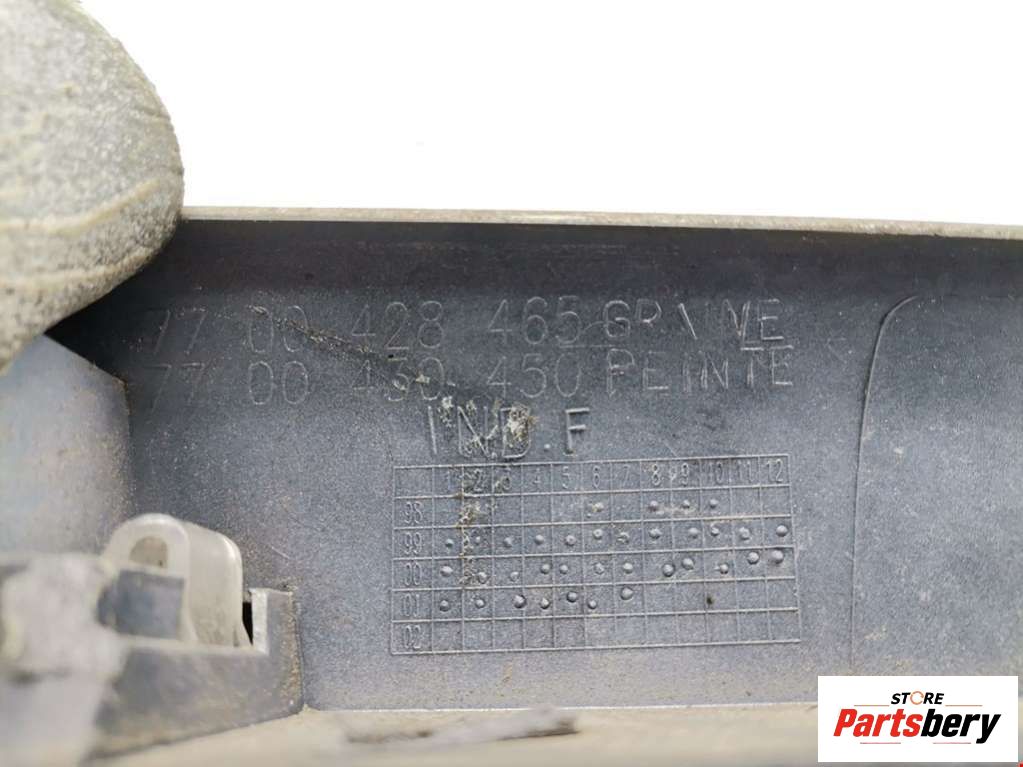 77 00 428 465 GRAINE
77 00 430 450 PEINTE
IND.F
1 2 3 4 5 6 7 8 9 10 11 12
98
99
00
01
02
STORE
Partsbery